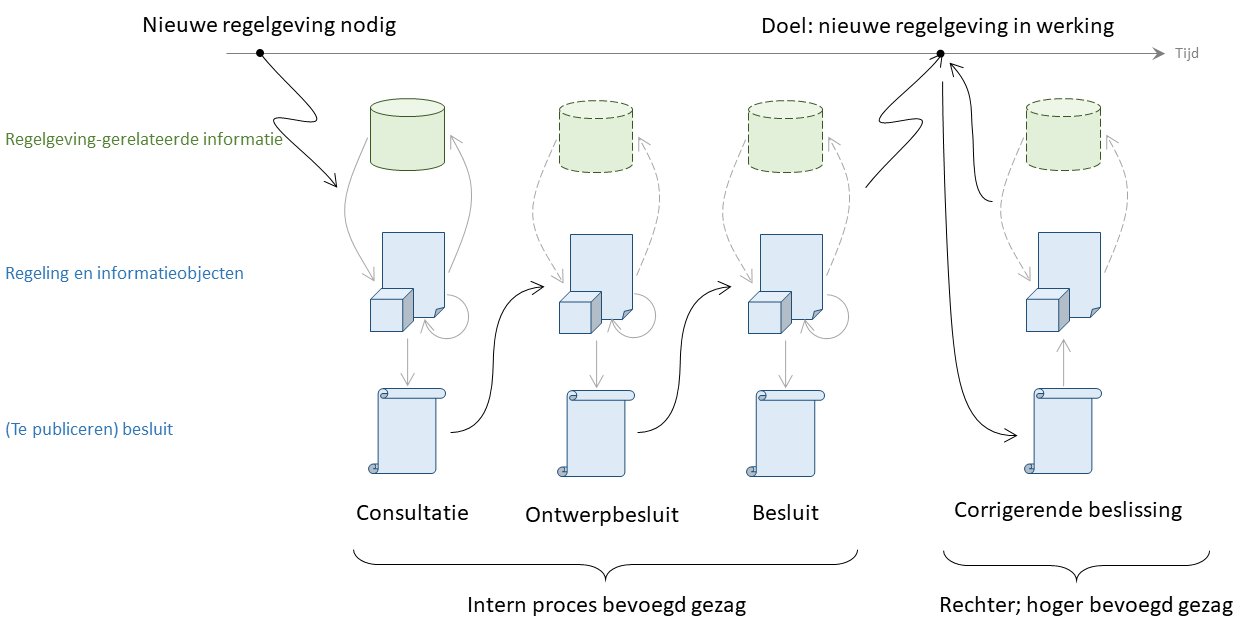 Nieuwe regelgeving nodig
Doel: nieuwe regelgeving in werking
Tijd
Regelgeving-gerelateerde informatie
Regeling en informatieobjecten
(Te publiceren) besluit
Consultatie
Ontwerpbesluit
Besluit
Corrigerende beslissing
Intern proces bevoegd gezag
Rechter; hoger bevoegd gezag